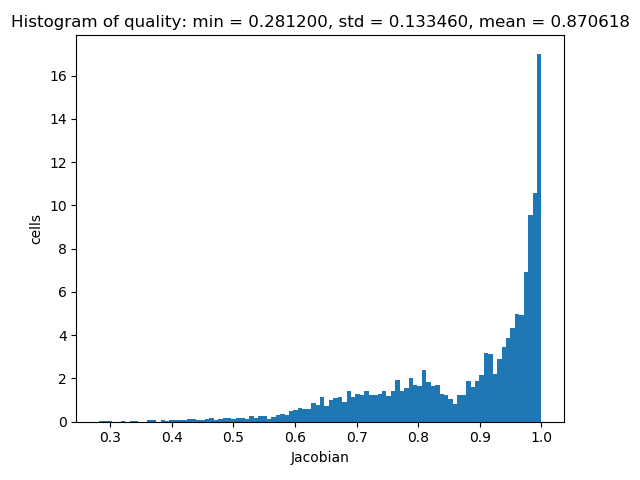 Histogram of quality: min = 0.281200, std = 0.133460, mean = 0.870618
16
14
12
10
8
6
4
2
0
cells
0.3 0.4 0.5 0.6 0.7 0.8 0.9 1.0
Jacobian